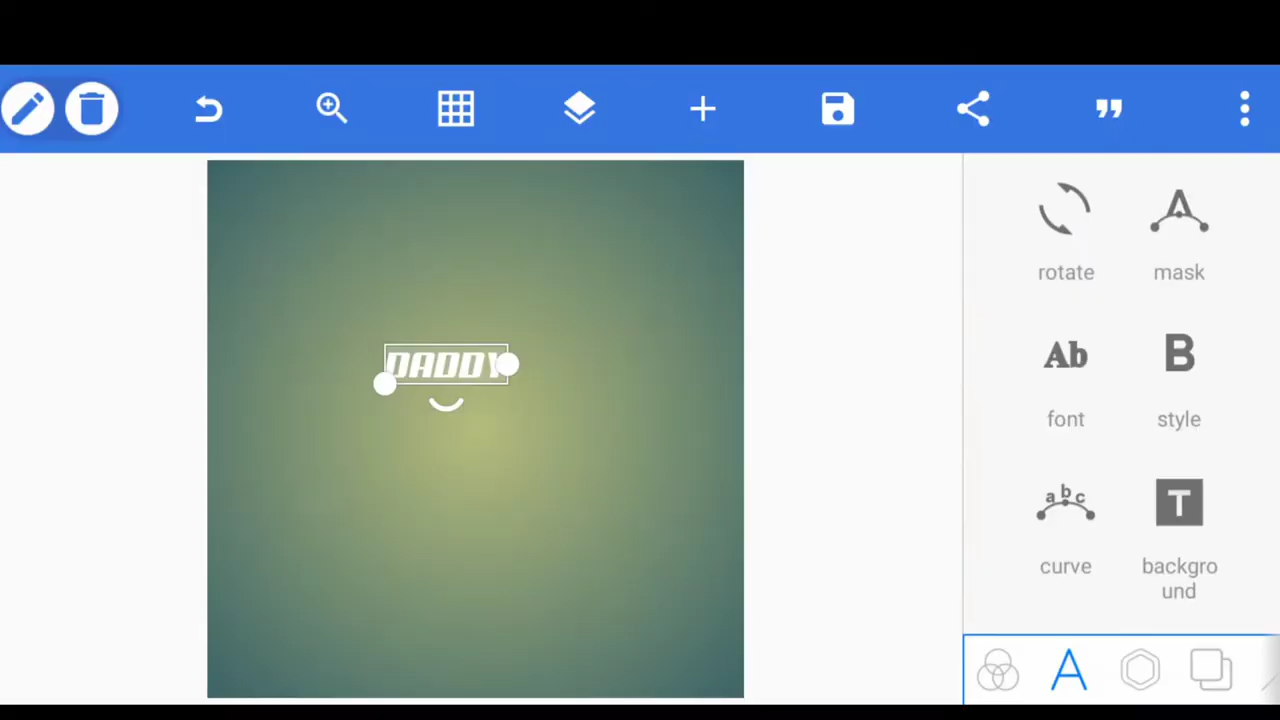 rotate
mask
DADDY
Ab
B
font
style
abc
T
curve
backgro
und
A